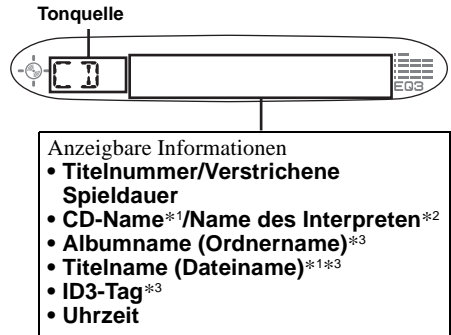 Tonquelle
CD
EQ3
Anzeigbare Informationen
• Titelnummer/Verstrichene
Spieldauer
• CD-Name*1/Name des Interpreten*2
• Albumname (Ordnername)*3
• Titelname (Dateiname)*1*3
• ID3-Tag*3
• Uhrzeit